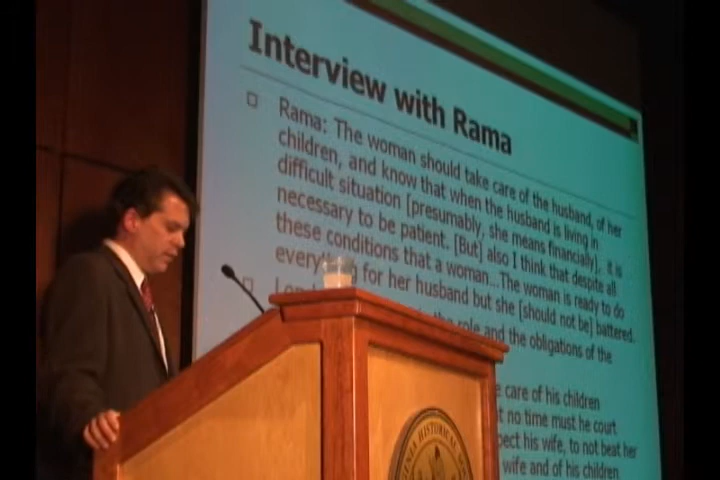 Interview with Rama
Rama: The woman should take care of the husband, of her
children, and know that when the husband is living in
difficult situation [presumably, she means financially]. it is
necessary to be patient. [But] also I think that despite all
these conditions that a woman...The woman is ready to do
everything for her husband but she [should not be] battered.
the role and the obligations of the
care of his children
no time must he court
his wife, to not beat her
wife and of his children
HISTORICAL